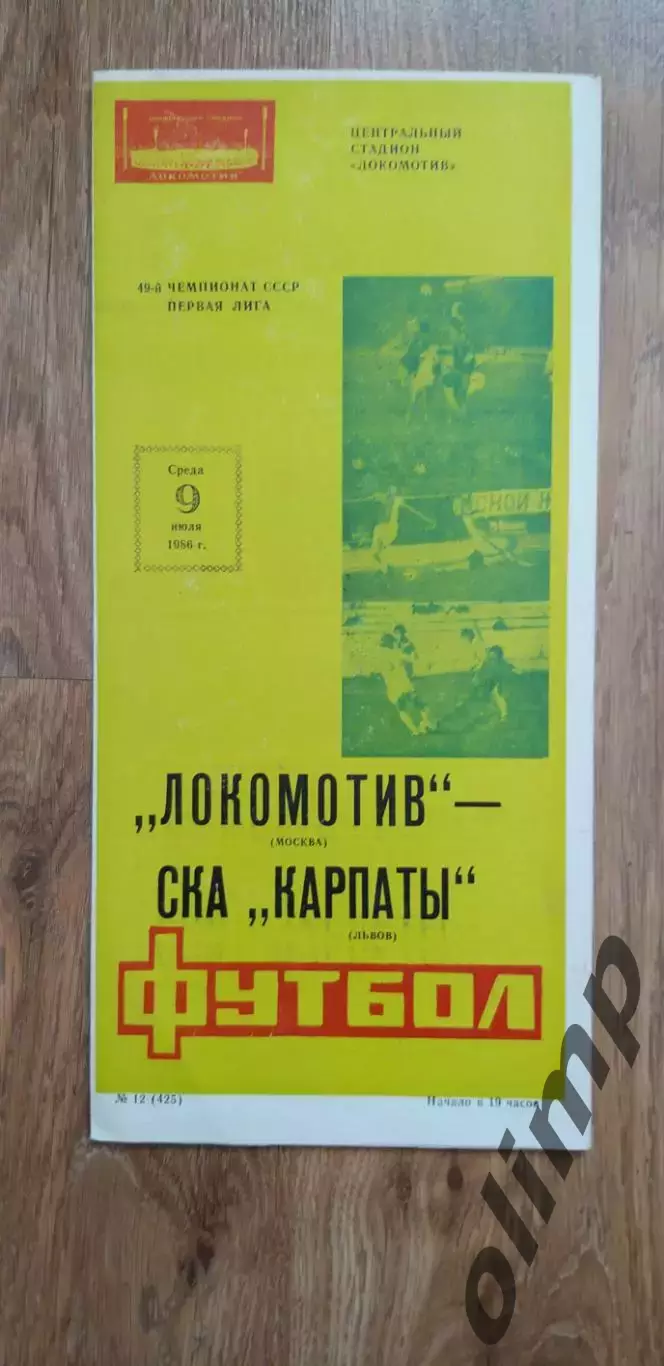 ЛОКОМОТИВ
ЦЕНТРАЛЬНЫЙ
СТАДИОН
«ЛОКОМОТИВ»
49-й ЧЕМПИОНАТ СССР
ПЕРВАЯ ЛИГА
Среда
9
июля
1986 г.
СКОЙ
„ЛОКОМОТИВ“ —
(МОСКВА)
СКА „КАРПАТЫ“
(ЛЬВОВ)
ФУТБОЛ
№ 12 (425)
Начало в 19 часов
olimp